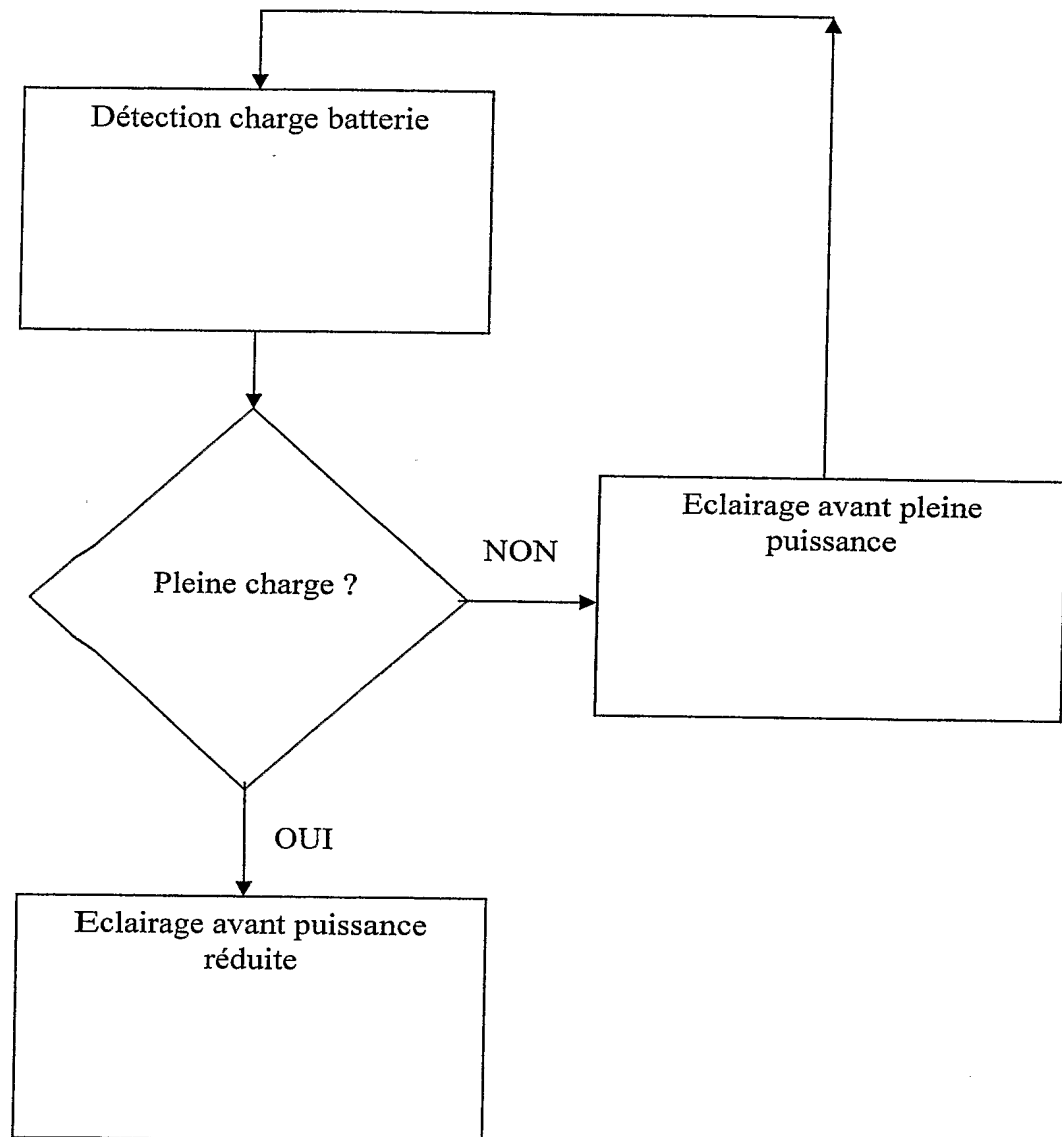 Détection charge batterie
Pleine charge ?
NON
Eclairage avant pleine
puissance
OUI
Eclairage avant puissance
réduite